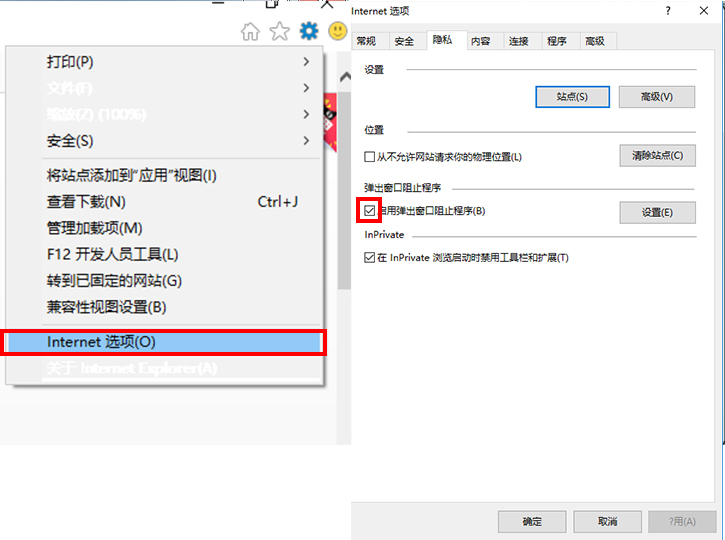 打印(P)
文件(F)
缩放(Z) (100%)
安全(S)
将站点添加到“应用”视图(I)
查看下载(N) Ctrl+J
管理加载项(M)
F12 开发人员工具(L)
转到已固定的网站(G)
兼容性视图设置(B)
Internet 选项(O)
关于 Internet Explorer(A)
Internet 选项
常规 安全 隐私 内容 连接 程序 高级
设置
站点(S) 高级(V)
位置
从不允许网站请求你的物理位置(L) 清除站点(C)
弹出窗口阻止程序
启用弹出窗口阻止程序(B) 设置(E)
InPrivate
在 InPrivate 浏览启动时禁用工具栏和扩展(T)
确定 取消 ?用(A)